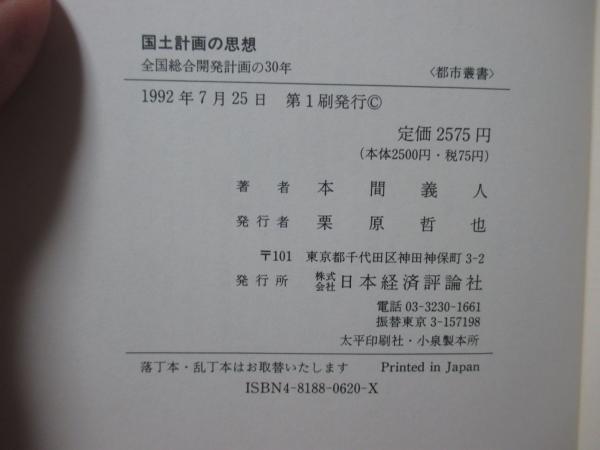 国土計画の思想
全国総合開発計画の30年 〈都市叢書〉
1992年7月25日 第1刷発行©
定価2575円
(本体2500円・税75円)
著者 本間義人
発行者 栗原哲也
〒101 東京都千代田区神田神保町3-2
発行所 株式会社日本経済評論社
電話03-3230-1661
振替東京3-157198
太平印刷社・小泉製本所
落丁本・乱丁本はお取替いたします Printed in Japan
ISBN4-8188-0620-X